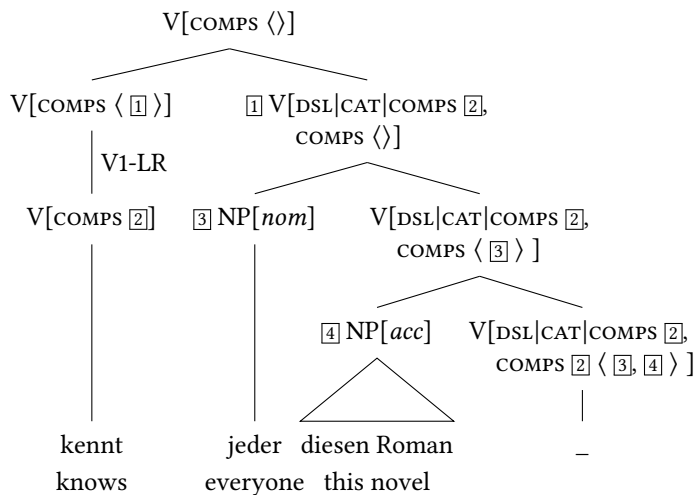 V[COMPS ⟨⟩]
V[COMPS ⟨ 1 ⟩] 1 V[DSL|CAT|COMPS 2,
COMPS ⟨⟩]
V1-LR
V[COMPS 2] 3 NP[nom] V[DSL|CAT|COMPS 2,
COMPS ⟨ 3 ⟩ ]
4 NP[acc] V[DSL|CAT|COMPS 2,
COMPS 2 ⟨ 3, 4 ⟩ ]
kennt jeder diesen Roman _
knows everyone this novel